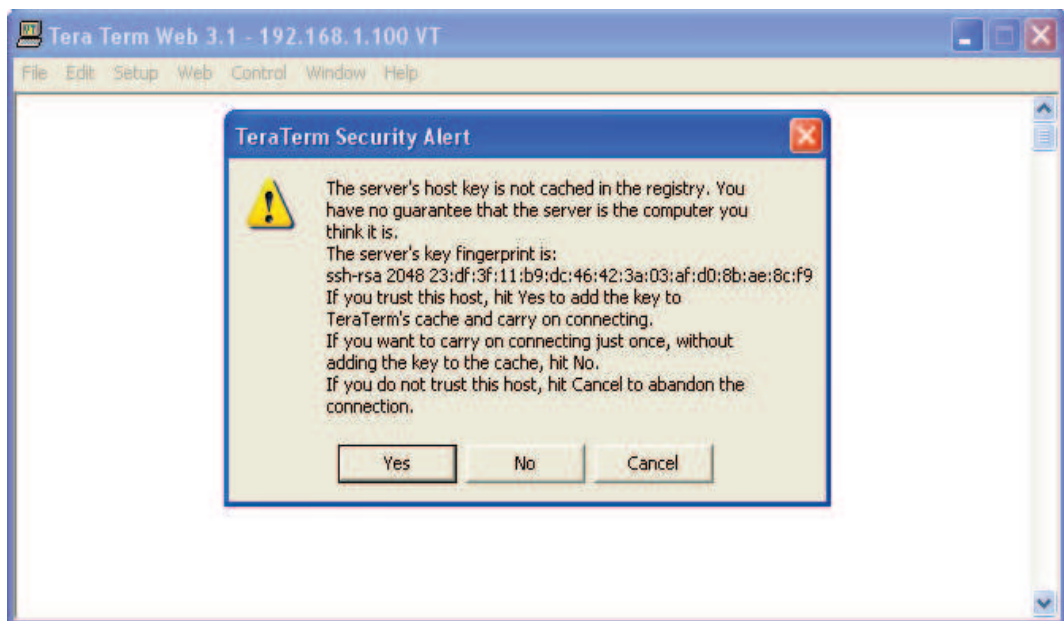 Tera Term Web 3.1 - 192.168.1.100 VT
File Edit Setup Web Control Window Help
TeraTerm Security Alert
The server's host key is not cached in the registry. You
have no guarantee that the server is the computer you
think it is.
The server's key fingerprint is:
ssh-rsa 2048 23:df:3f:11:b9:dc:46:42:3a:03:af:d0:8b:ae:8c:f9
If you trust this host, hit Yes to add the key to
TeraTerm's cache and carry on connecting.
If you want to carry on connecting just once, without
adding the key to the cache, hit No.
If you do not trust this host, hit Cancel to abandon the
connection.
Yes No Cancel